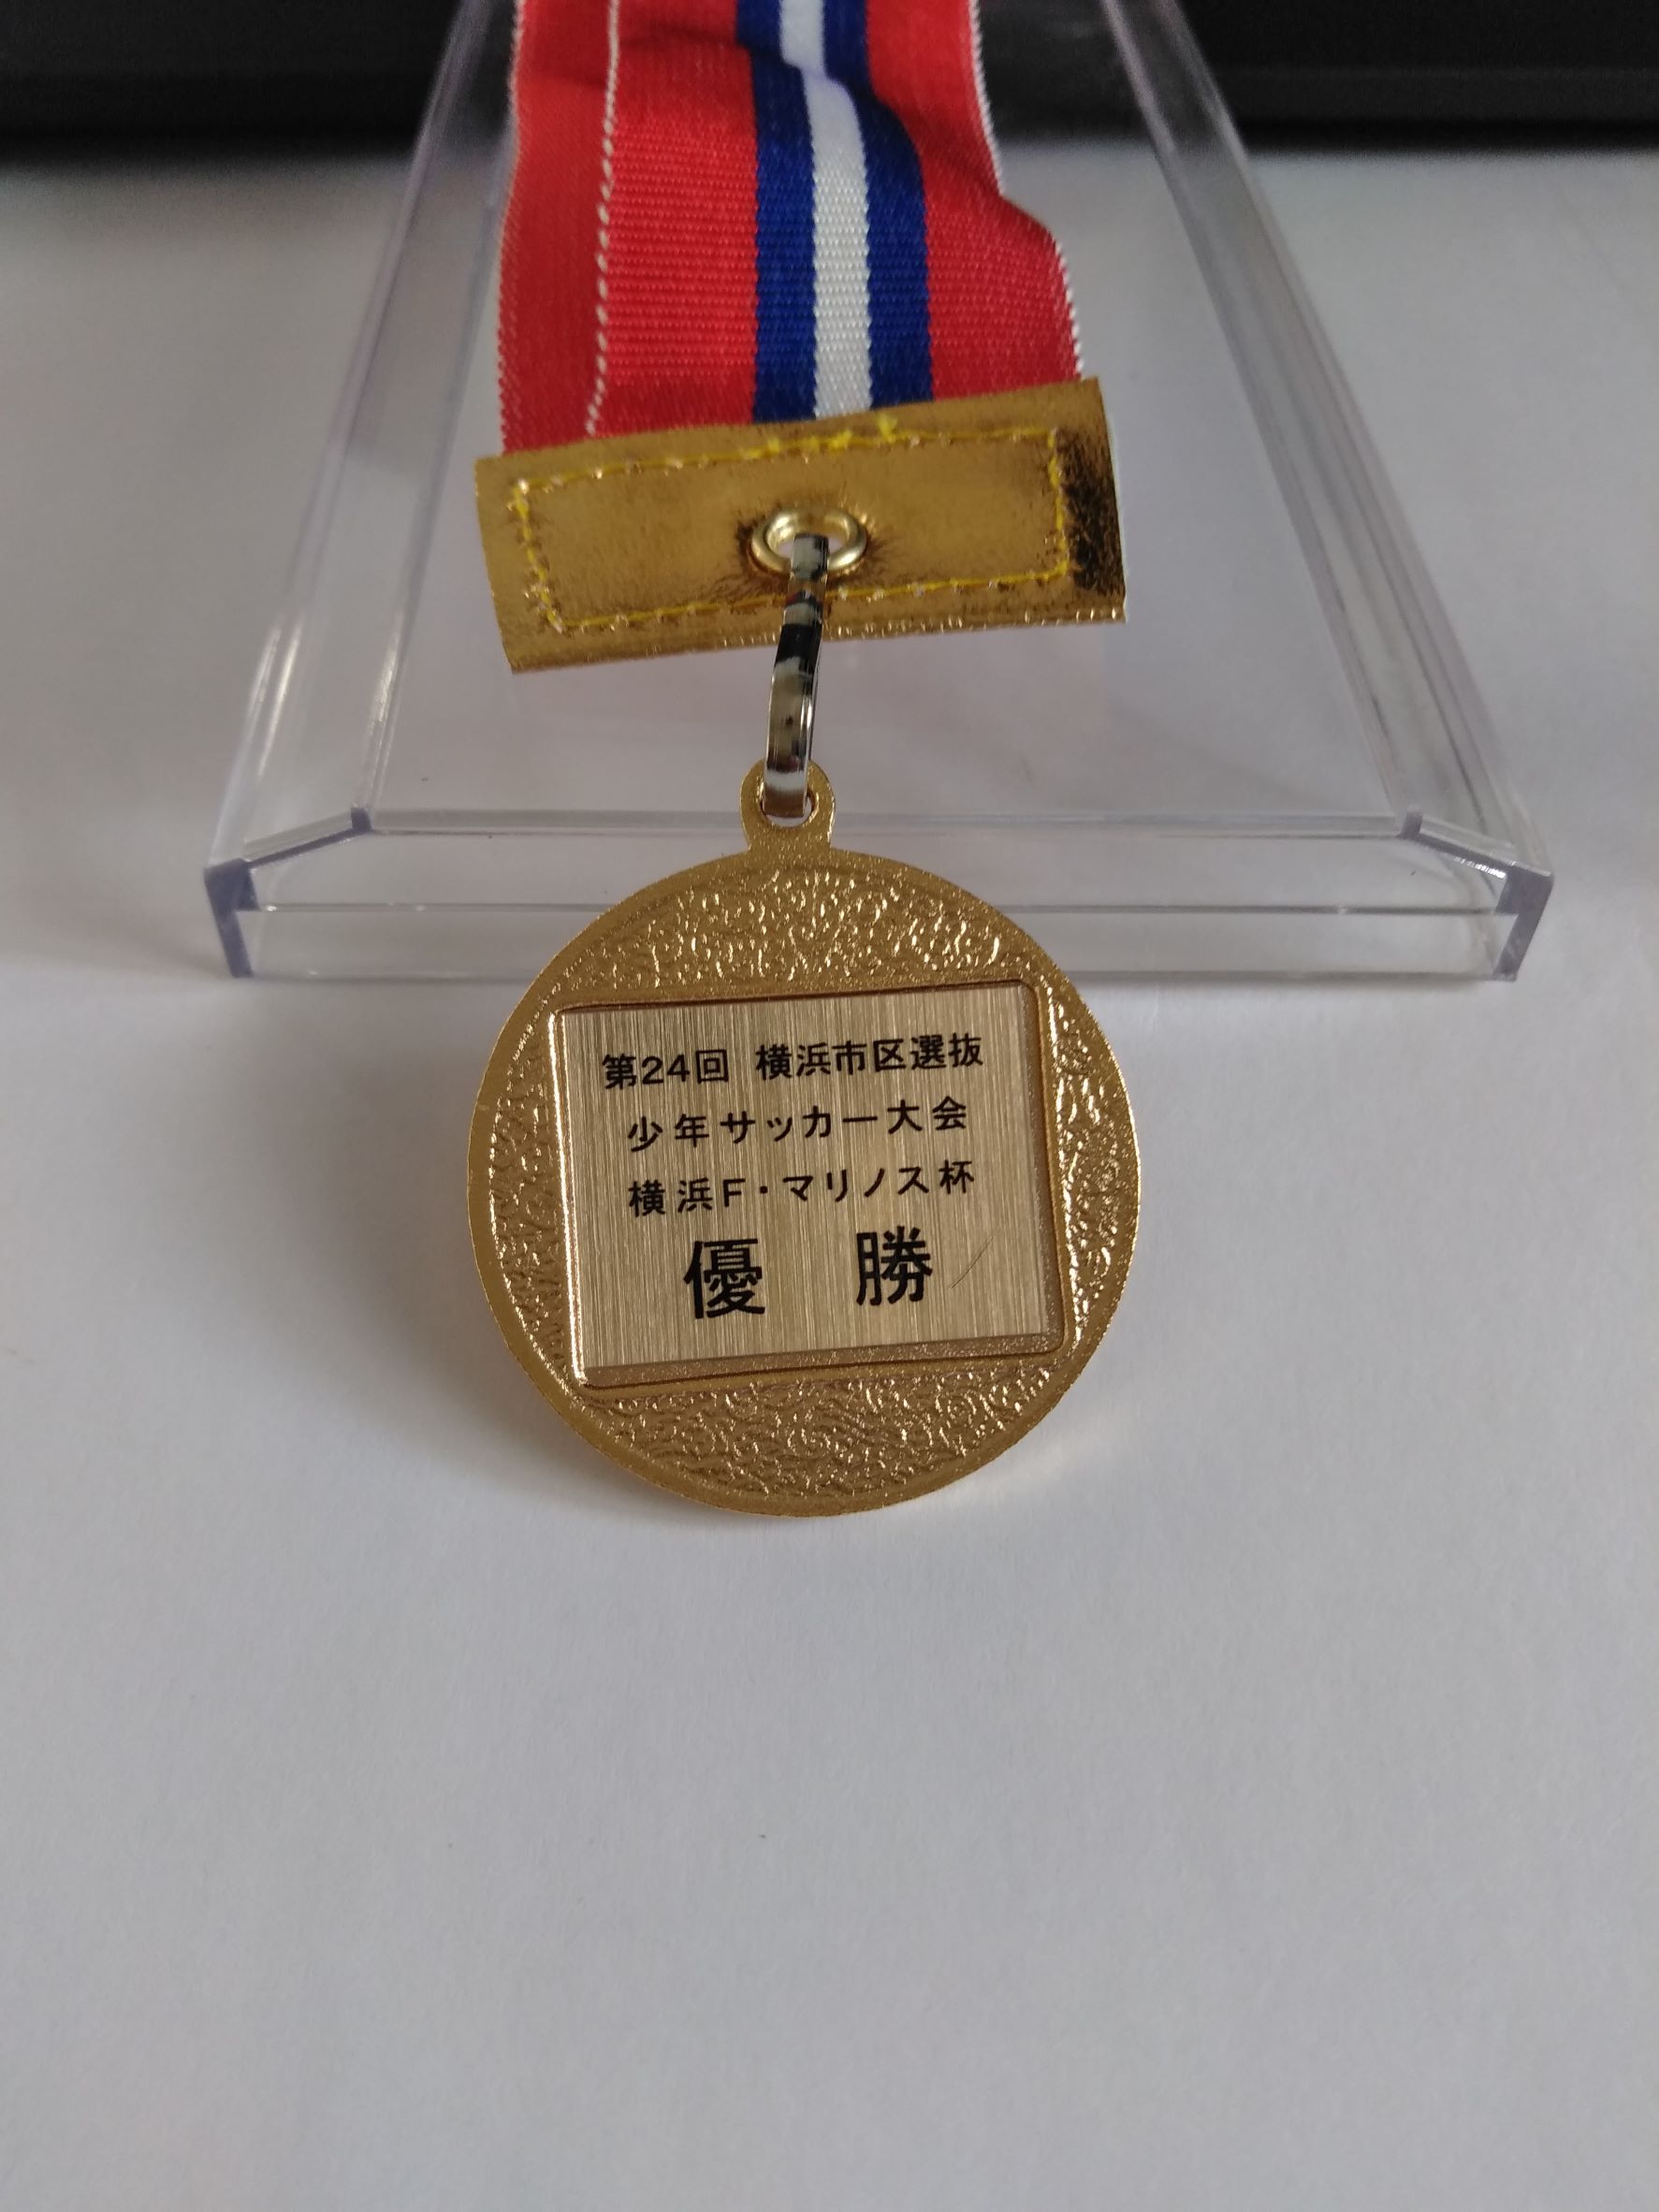 第24回 横浜市区選抜
少年サッカー大会
横浜F・マリノス杯
優 勝